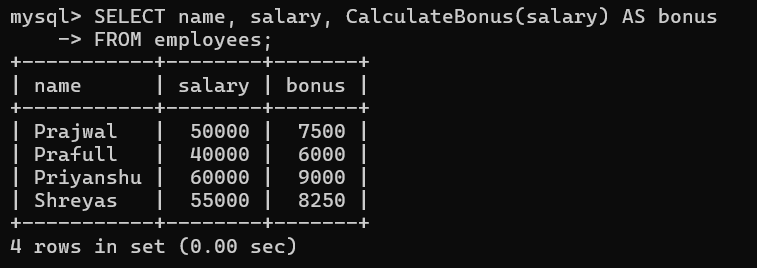 mysql> SELECT name, salary, CalculateBonus(salary) AS bonus
    -> FROM employees;
+-----------+--------+-------+
| name      | salary | bonus |
+-----------+--------+-------+
| Prajwal   |  50000 |  7500 |
| Prafull   |  40000 |  6000 |
| Priyanshu |  60000 |  9000 |
| Shreyas   |  55000 |  8250 |
+-----------+--------+-------+
4 rows in set (0.00 sec)